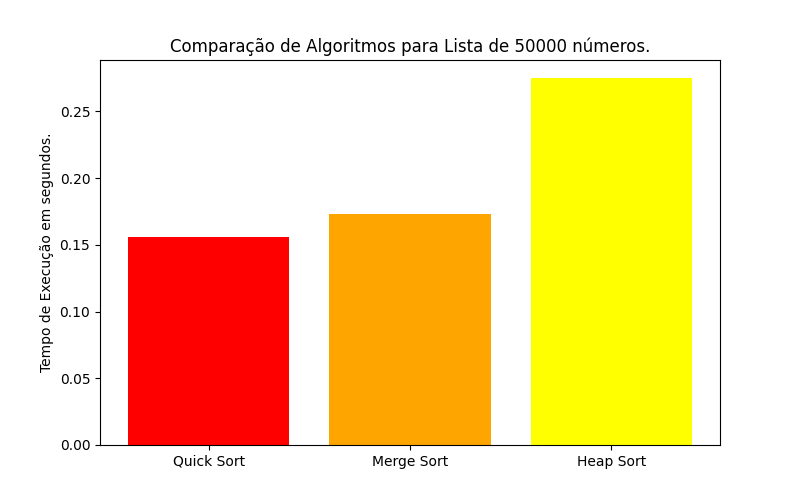 Comparação de Algoritmos para Lista de 50000 números.
Tempo de Execução em segundos.
0.25
0.20
0.15
0.10
0.05
0.00
Quick Sort
Merge Sort
Heap Sort